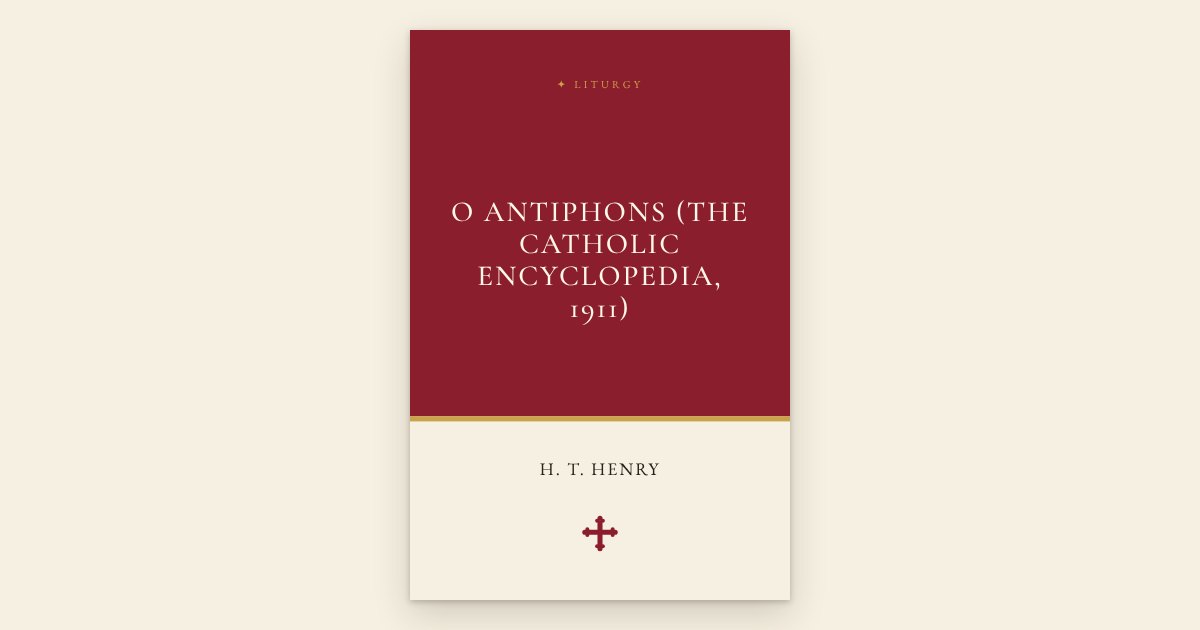 ✦ LITURGY
O ANTIPHONS (THE
CATHOLIC
ENCYCLOPEDIA,
1911)
H. T. HENRY